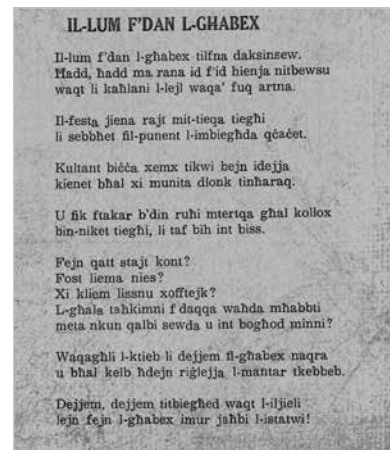 IL-LUM F'DAN L-GĦABEX
Il-lum f'dan l-għabex tilfna daksinsew.
Ħadd, ħadd ma rana id f'id hienja nitbewsu
waqt li kaħlani l-lejl waqa' fuq artna.
Il-festa jiena rajt mit-tieqa tiegħi
li sebbħet fil-punent l-imbiegħda qċaċet.
Kultant biċċa xemx tikwi bejn idejja
kienet bħal xi munita dlonk tinħaraq.
U fik ftakar b'din ruħi mtertqa għal kollox
bin-niket tiegħi, li taf bih int biss.
Fejn qatt stajt kont?
Fost liema nies?
Xi kliem lissnu xofftejk?
L-għala taħkimni f'daqqa waħda mħabbti
meta nkun qalbi sewda u int bogħod minni?
Waqagħli l-ktieb li dejjem fl-għabex naqra
u bħal kelb ħdejn riġlejja l-mantar tkebbeb.
Dejjem, dejjem titbiegħed waqt l-iljieli
lejn fejn l-għabex imur jaħbi l-istatwi!